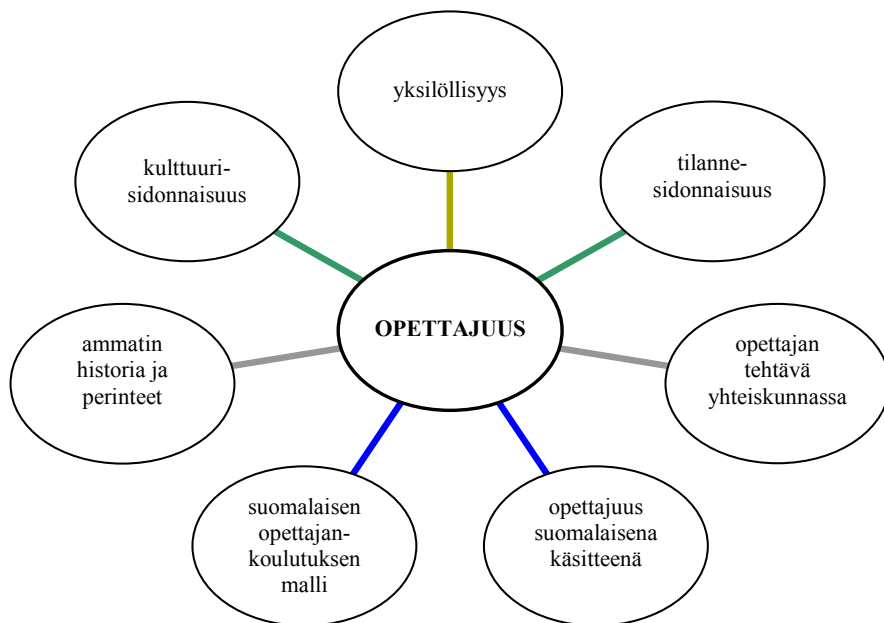 yksilöllisyys
kulttuuri-
sidonnaisuus
tilanne-
sidonnaisuus
OPETTAJUUS
ammatin
historia ja
perinteet
opettajan
tehtävä
yhteiskunnassa
suomalaisen
opettajan-
koulutuksen
malli
opettajuus
suomalaisena
käsitteenä